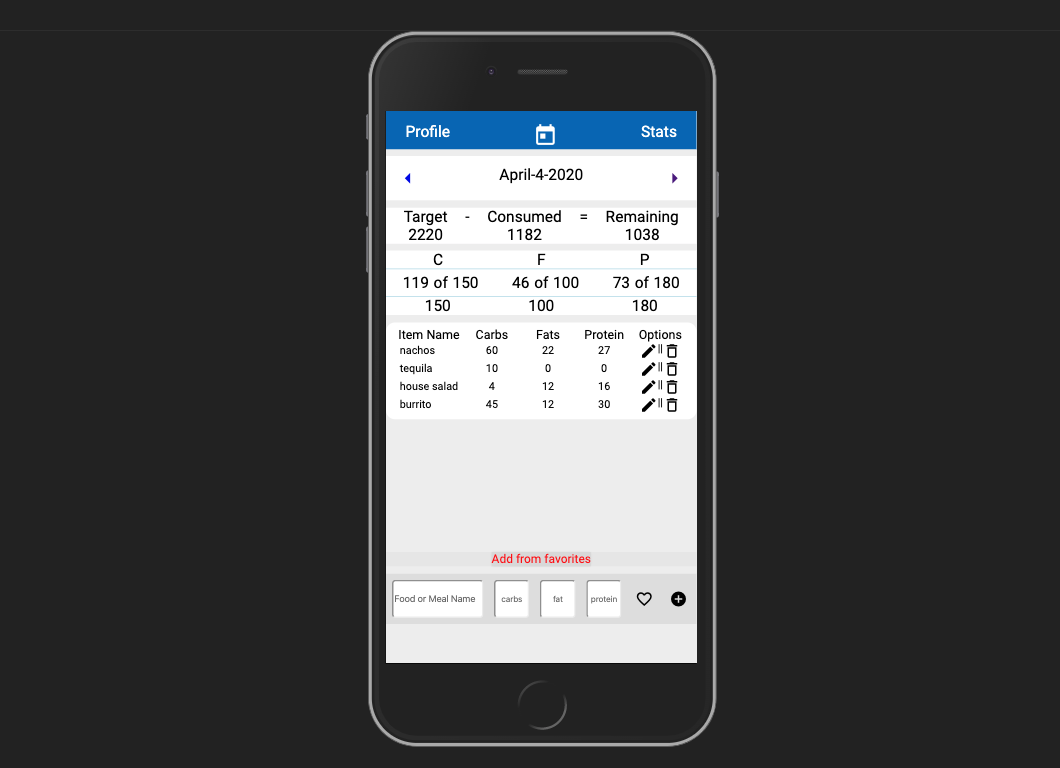 Profile Stats
April-4-2020
Target - Consumed = Remaining
2220 1182 1038
C F P
119 of 150 46 of 100 73 of 180
150 100 180
Item Name Carbs Fats Protein Options
nachos 60 22 27 ||
tequila 10 0 0 ||
house salad 4 12 16 ||
burrito 45 12 30 ||
Add from favorites
Food or Meal Name carbs fat protein